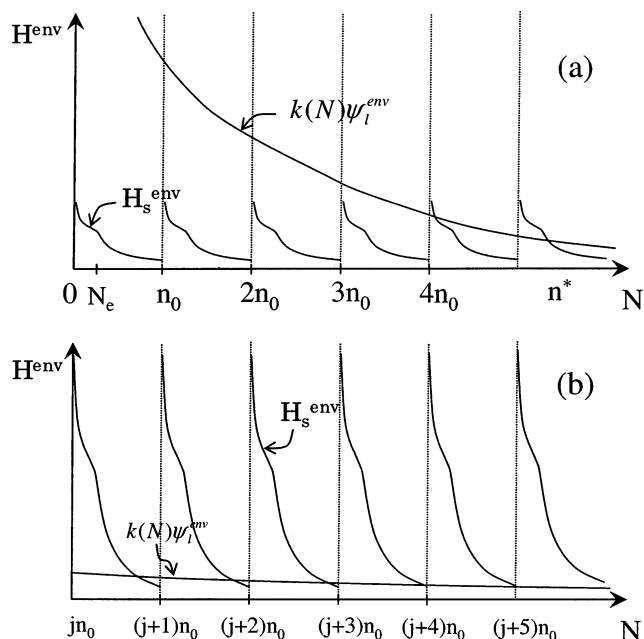 H^env
(a)
k(N)ψ_l^env
H_s^env
0 N_e n_0 2n_0 3n_0 4n_0 n* N
H^env
(b)
H_s^env
k(N)ψ_l^env
jn_0 (j+1)n_0 (j+2)n_0 (j+3)n_0 (j+4)n_0 (j+5)n_0 N